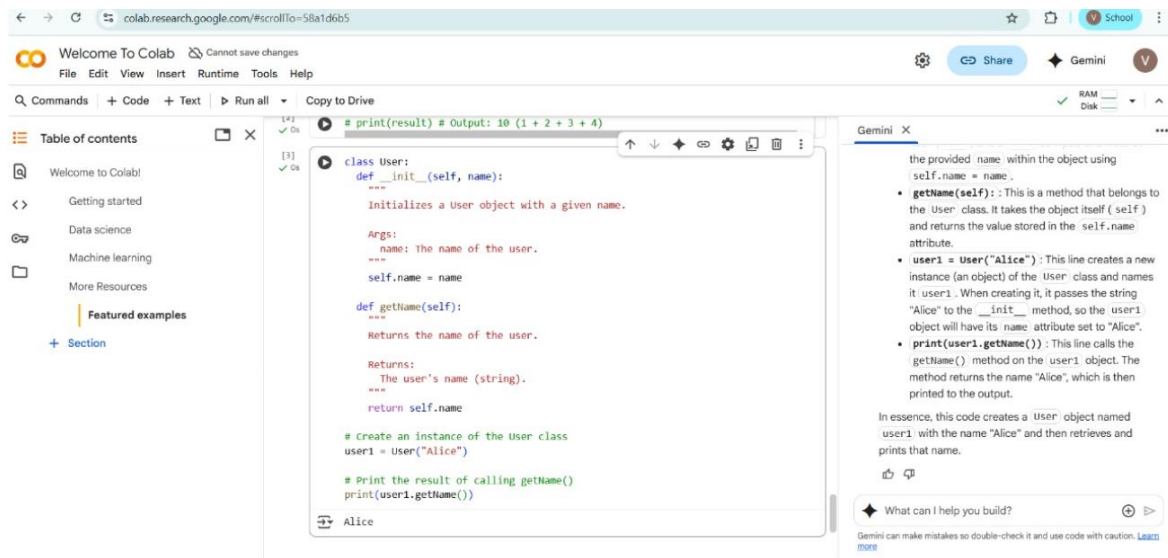 colab.research.google.com/#scrollTo=58a1d6b5
V School
Welcome To Colab Cannot save changes
File Edit View Insert Runtime Tools Help
Share
Gemini
V
Commands + Code + Text Run all Copy to Drive
RAM
Disk
Table of contents
Welcome to Colab!
Getting started
Data science
Machine learning
More Resources
Featured examples
+ Section
[2]
0s
# print(result) # Output: 10 (1 + 2 + 3 + 4)
[3]
0s
class User:
def __init__(self, name):
"""
Initializes a User object with a given name.
Args:
name: The name of the user.
"""
self.name = name
def getName(self):
"""
Returns the name of the user.
Returns:
The user's name (string).
"""
return self.name
# Create an instance of the User class
user1 = User("Alice")
# Print the result of calling getName()
print(user1.getName())
Alice
Gemini X
the provided name within the object using
self.name = name.
• getName(self): : This is a method that belongs to
the User class. It takes the object itself ( self )
and returns the value stored in the self.name
attribute.
• user1 = User("Alice") : This line creates a new
instance (an object) of the User class and names
it user1 . When creating it, it passes the string
"Alice" to the __init__ method, so the user1
object will have its name attribute set to "Alice".
• print(user1.getName()) : This line calls the
getName() method on the user1 object. The
method returns the name "Alice", which is then
printed to the output.
In essence, this code creates a User object named
user1 with the name "Alice" and then retrieves and
prints that name.
What can I help you build?
Gemini can make mistakes so double-check it and use code with caution. Learn
more